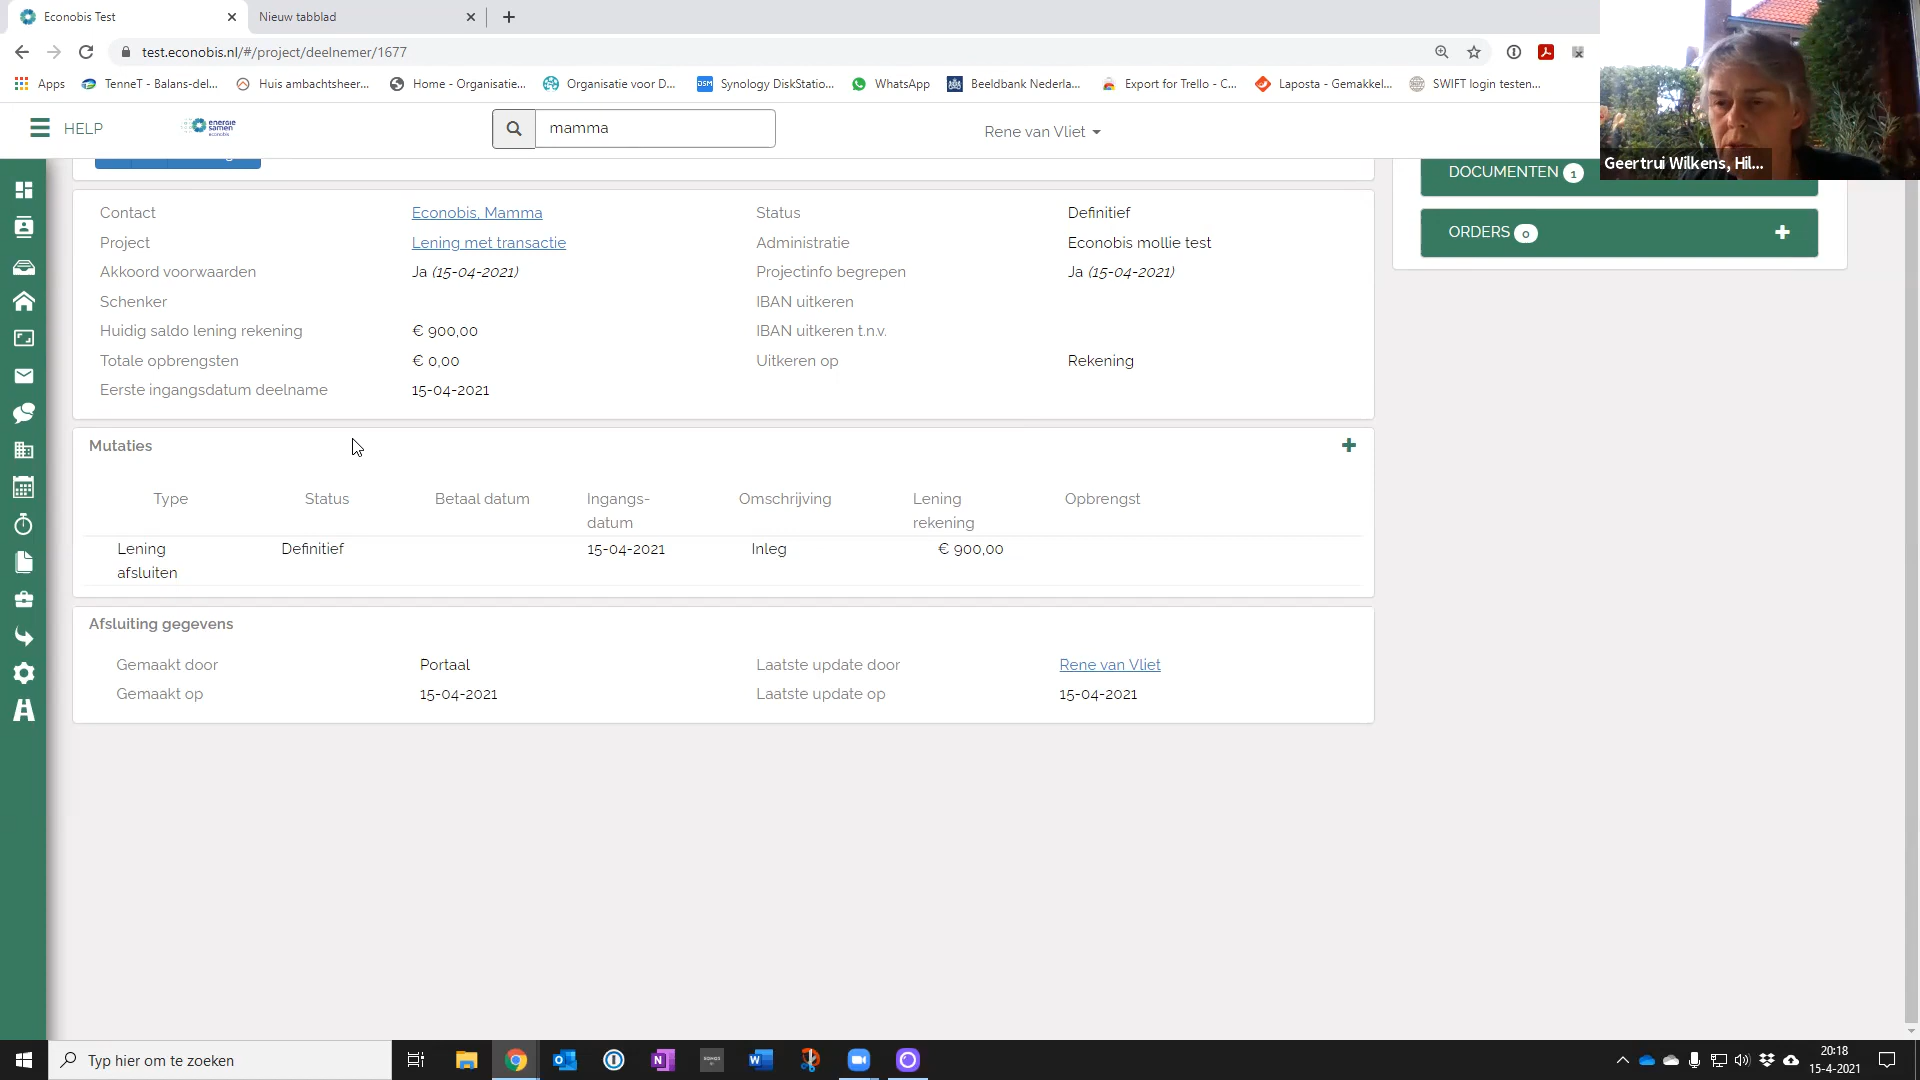 Econobis Test
Nieuw tabblad
test.econobis.nl/#/project/deelnemer/1677
Apps
TenneT - Balans-del...
Huis ambachtsheer...
Home - Organisatie...
Organisatie voor D...
DSM
Synology DiskStatio...
WhatsApp
Beeldbank Nederla...
Export for Trello - C...
Laposta - Gemakkel...
SWIFT login testen...
HELP
energie
samen
econobis
mamma
Rene van Vliet
Geertrui Wilkens, Hil...
DOCUMENTEN 1
ORDERS 0
Contact
Econobis, Mamma
Status
Definitief
Project
Lening met transactie
Administratie
Econobis mollie test
Akkoord voorwaarden
Ja (15-04-2021)
Projectinfo begrepen
Ja (15-04-2021)
Schenker
IBAN uitkeren
Huidig saldo lening rekening
€ 900,00
IBAN uitkeren t.n.v.
Totale opbrengsten
€ 0,00
Uitkeren op
Rekening
Eerste ingangsdatum deelname
15-04-2021
Mutaties
Type
Status
Betaal datum
Ingangs-
datum
Omschrijving
Lening
rekening
Opbrengst
Lening
afsluiten
Definitief
15-04-2021
Inleg
€ 900,00
Afsluiting gegevens
Gemaakt door
Portaal
Laatste update door
Rene van Vliet
Gemaakt op
15-04-2021
Laatste update op
15-04-2021
Typ hier om te zoeken
SONOS
20:18
15-4-2021